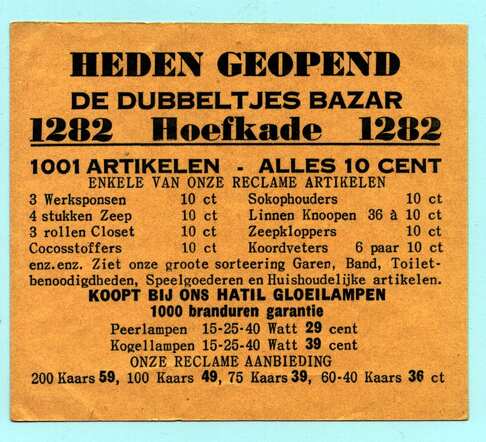 HEDEN GEOPEND
DE DUBBELTJES BAZAR
1282 Hoefkade 1282
1001 ARTIKELEN - ALLES 10 CENT
ENKELE VAN ONZE RECLAME ARTIKELEN
3 Werksponsen 10 ct Sokophouders 10 ct
4 stukken Zeep 10 ct Linnen Knoopen 36 à 10 ct
3 rollen Closet 10 ct Zeepkloppers 10 ct
Cocosstoffers 10 ct Koordveters 6 paar 10 ct
enz. enz. Ziet onze groote sorteering Garen, Band, Toilet-
benoodigdheden, Speelgoederen en Huishoudelijke artikelen.
KOOPT BIJ ONS HATIL GLOEILAMPEN
1000 branduren garantie
Peerlampen 15-25-40 Watt 29 cent
Kogellampen 15-25-40 Watt 39 cent
ONZE RECLAME AANBIEDING
200 Kaars 59, 100 Kaars 49, 75 Kaars 39, 60-40 Kaars 36 ct